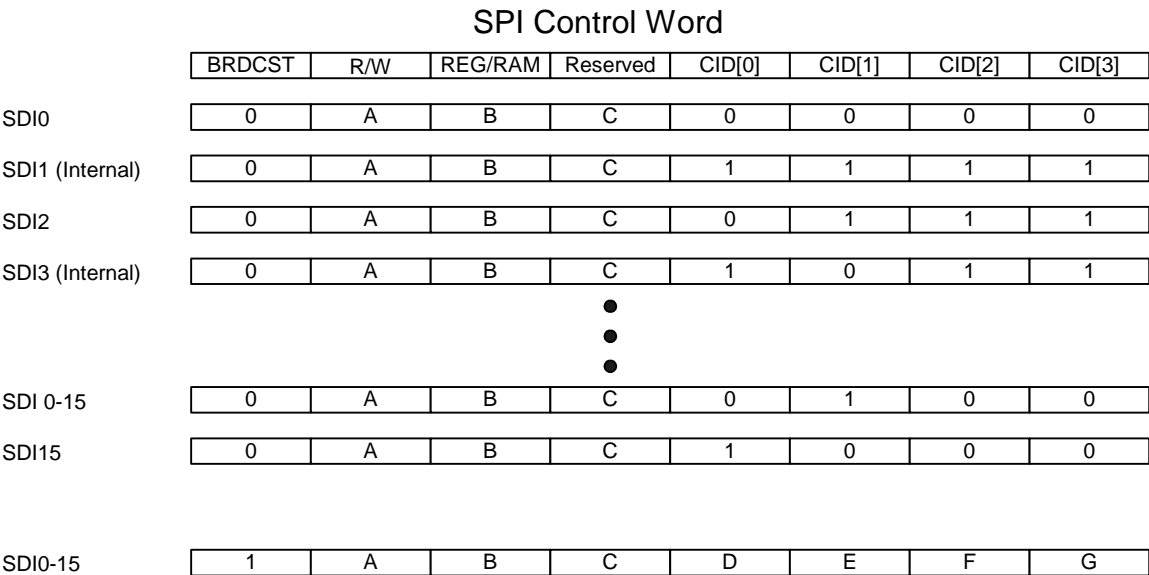 SPI Control Word
BRDCST R/W REG/RAM Reserved CID[0] CID[1] CID[2] CID[3]
SDI0 0 A B C 0 0 0 0
SDI1 (Internal) 0 A B C 1 1 1 1
SDI2 0 A B C 0 1 1 1
SDI3 (Internal) 0 A B C 1 0 1 1
SDI 0-15 0 A B C 0 1 0 0
SDI15 0 A B C 1 0 0 0
SDI0-15 1 A B C D E F G